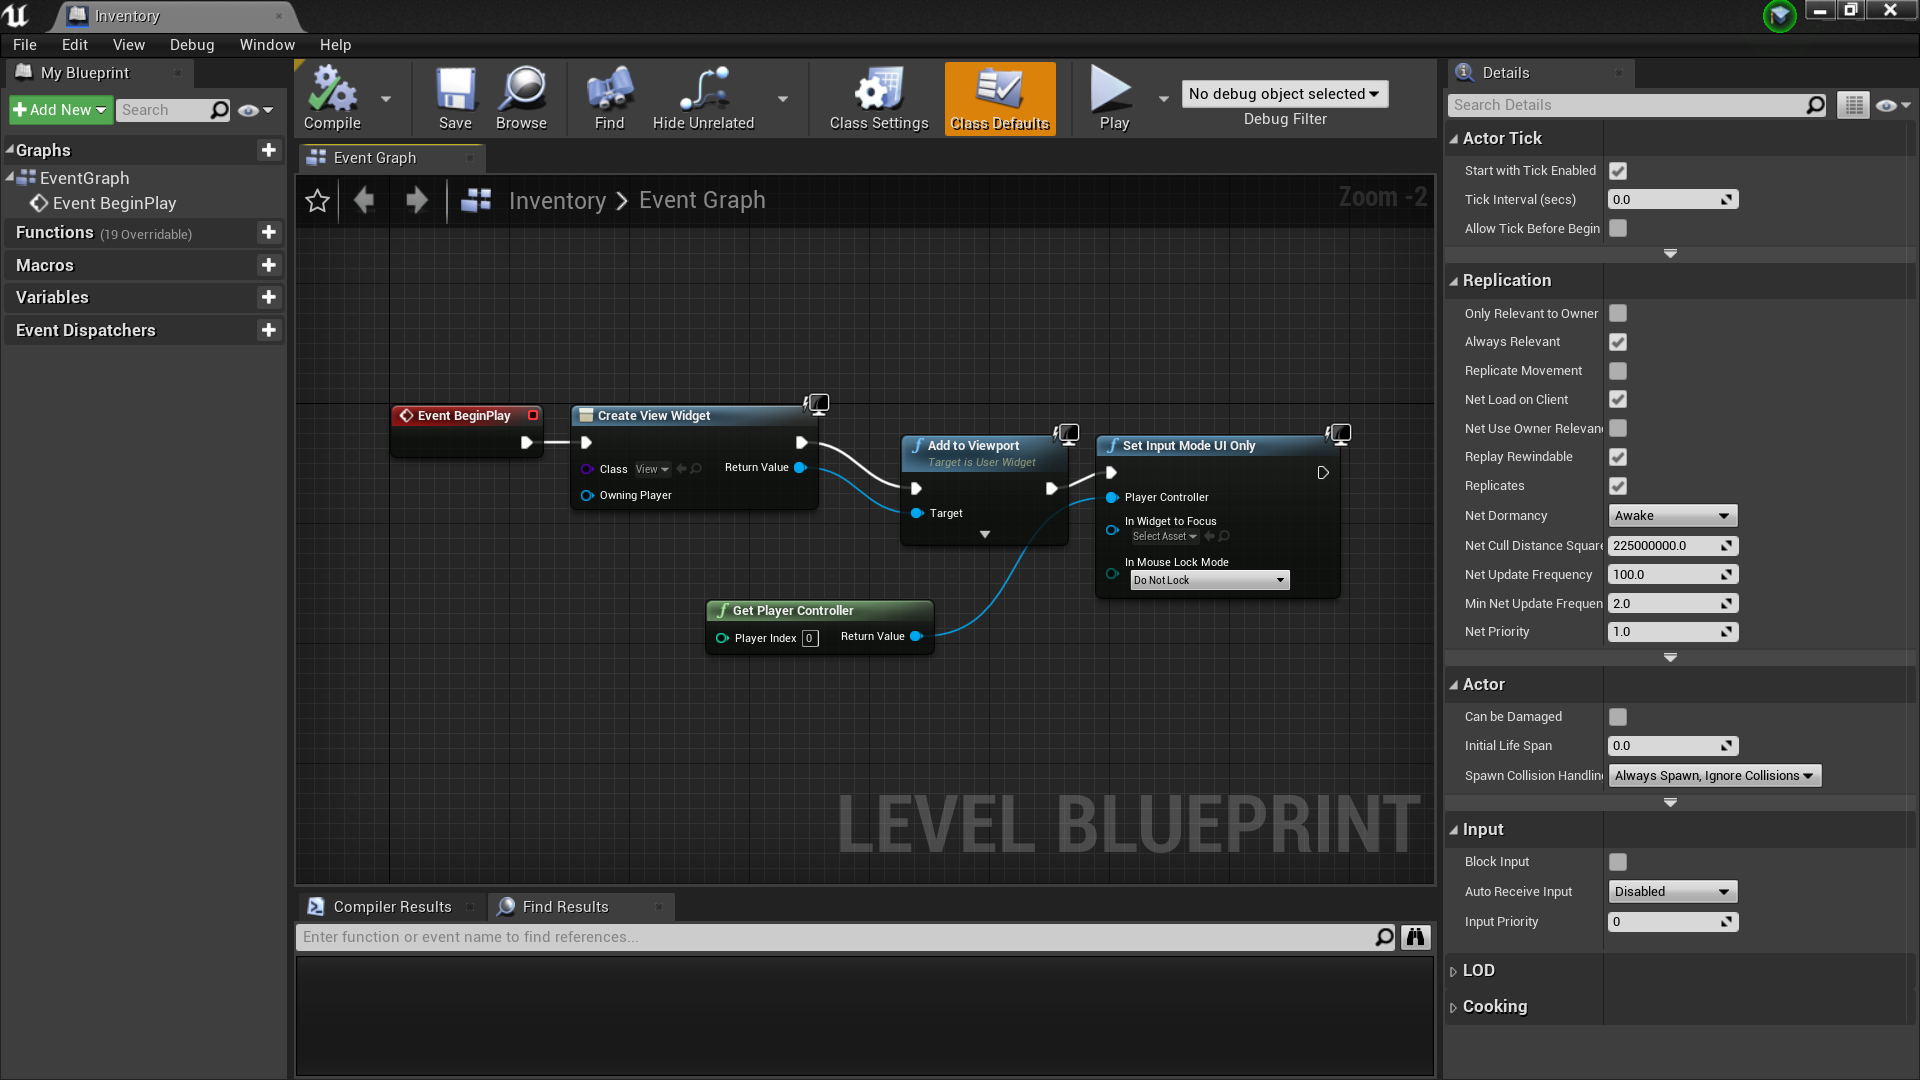 Inventory
File Edit View Debug Window Help
My Blueprint
Add New Search
Graphs
EventGraph
Event BeginPlay
Functions (19 Overridable)
Macros
Variables
Event Dispatchers
Compile
Save
Browse
Find
Hide Unrelated
Class Settings
Class Defaults
Play
No debug object selected
Debug Filter
Event Graph
Inventory > Event Graph
Zoom -2
Event BeginPlay
Create View Widget
Class View
Return Value
Owning Player
Add to Viewport
Target is User Widget
Target
Set Input Mode UI Only
Player Controller
In Widget to Focus
Select Asset
In Mouse Lock Mode
Do Not Lock
Get Player Controller
Player Index 0
Return Value
LEVEL BLUEPRINT
Compiler Results
Find Results
Enter function or event name to find references...
Details
Search Details
Actor Tick
Start with Tick Enabled
Tick Interval (secs) 0.0
Allow Tick Before Begin
Replication
Only Relevant to Owner
Always Relevant
Replicate Movement
Net Load on Client
Net Use Owner Relevan
Replay Rewindable
Replicates
Net Dormancy Awake
Net Cull Distance Square 225000000.0
Net Update Frequency 100.0
Min Net Update Frequen 2.0
Net Priority 1.0
Actor
Can be Damaged
Initial Life Span 0.0
Spawn Collision Handlin Always Spawn, Ignore Collisions
Input
Block Input
Auto Receive Input Disabled
Input Priority 0
LOD
Cooking